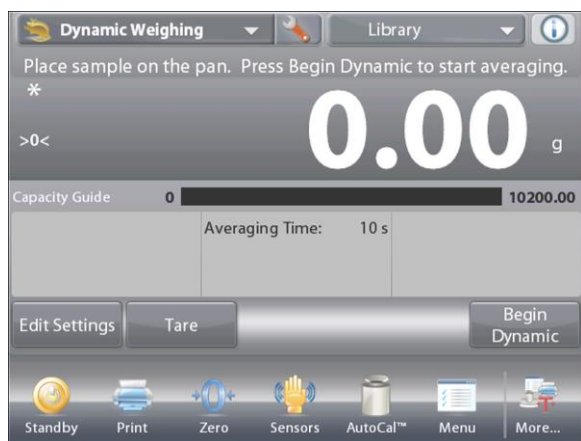 Dynamic Weighing Library
Place sample on the pan. Press Begin Dynamic to start averaging.
*
>0<
0.00 g
Capacity Guide 0 10200.00
Averaging Time: 10 s
Edit Settings Tare Begin Dynamic
Standby Print Zero Sensors AutoCal™ Menu More...